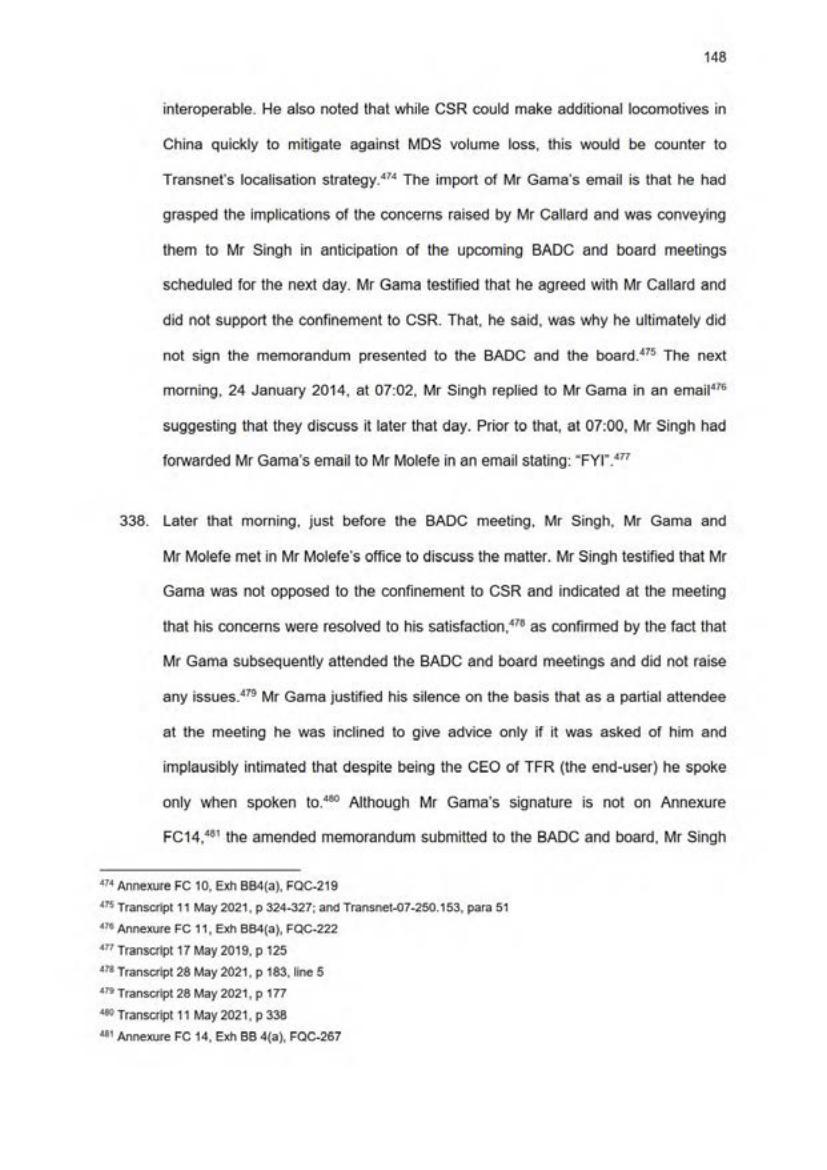 148
interoperable. He also noted that while CSR could make additional locomotives in
China quickly to mitigate against MDS volume loss, this would be counter to
Transnet's localisation strategy.474 The import of Mr Gama's email is that he had
grasped the implications of the concerns raised by Mr Callard and was conveying
them to Mr Singh in anticipation of the upcoming BADC and board meetings
scheduled for the next day. Mr Gama testified that he agreed with Mr Callard and
did not support the confinement to CSR. That, he said, was why he ultimately did
not sign the memorandum presented to the BADC and the board.475 The next
morning, 24 January 2014, at 07:02, Mr Singh replied to Mr Gama in an email476
suggesting that they discuss it later that day. Prior to that, at 07:00, Mr Singh had
forwarded Mr Gama's email to Mr Molefe in an email stating: “FYI”.477
338. Later that morning, just before the BADC meeting, Mr Singh, Mr Gama and
Mr Molefe met in Mr Molefe's office to discuss the matter. Mr Singh testified that Mr
Gama was not opposed to the confinement to CSR and indicated at the meeting
that his concerns were resolved to his satisfaction,478 as confirmed by the fact that
Mr Gama subsequently attended the BADC and board meetings and did not raise
any issues.479 Mr Gama justified his silence on the basis that as a partial attendee
at the meeting he was inclined to give advice only if it was asked of him and
implausibly intimated that despite being the CEO of TFR (the end-user) he spoke
only when spoken to.480 Although Mr Gama's signature is not on Annexure
FC14,481 the amended memorandum submitted to the BADC and board, Mr Singh
474 Annexure FC 10, Exh BB4(a), FQC-219
475 Transcript 11 May 2021, p 324-327; and Transnet-07-250.153, para 51
476 Annexure FC 11, Exh BB4(a), FQC-222
477 Transcript 17 May 2019, p 125
478 Transcript 28 May 2021, p 183, line 5
479 Transcript 28 May 2021, p 177
480 Transcript 11 May 2021, p 338
481 Annexure FC 14, Exh BB 4(a), FQC-267